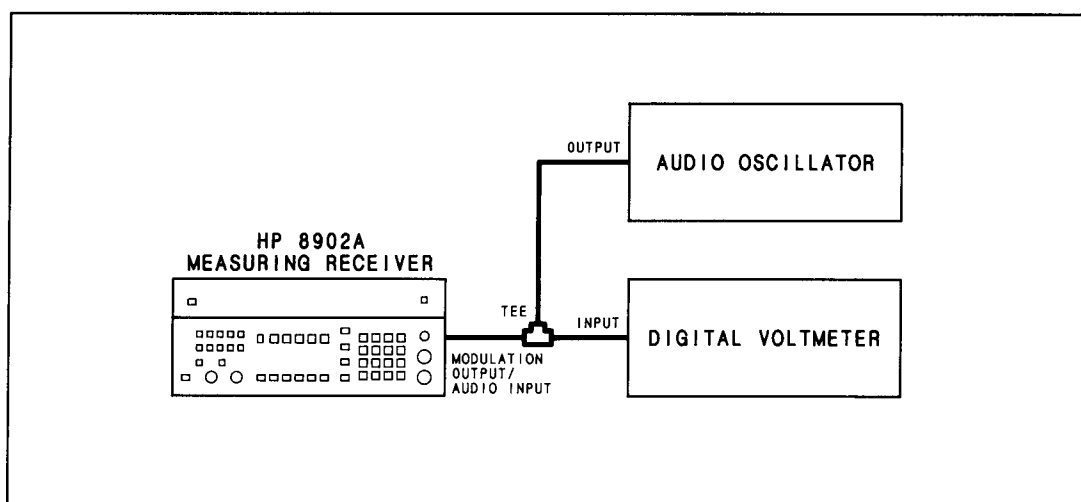 OUTPUT
AUDIO OSCILLATOR
HP 8902A
MEASURING RECEIVER
TEE
INPUT
DIGITAL VOLTMETER
MODULATION
OUTPUT/
AUDIO INPUT